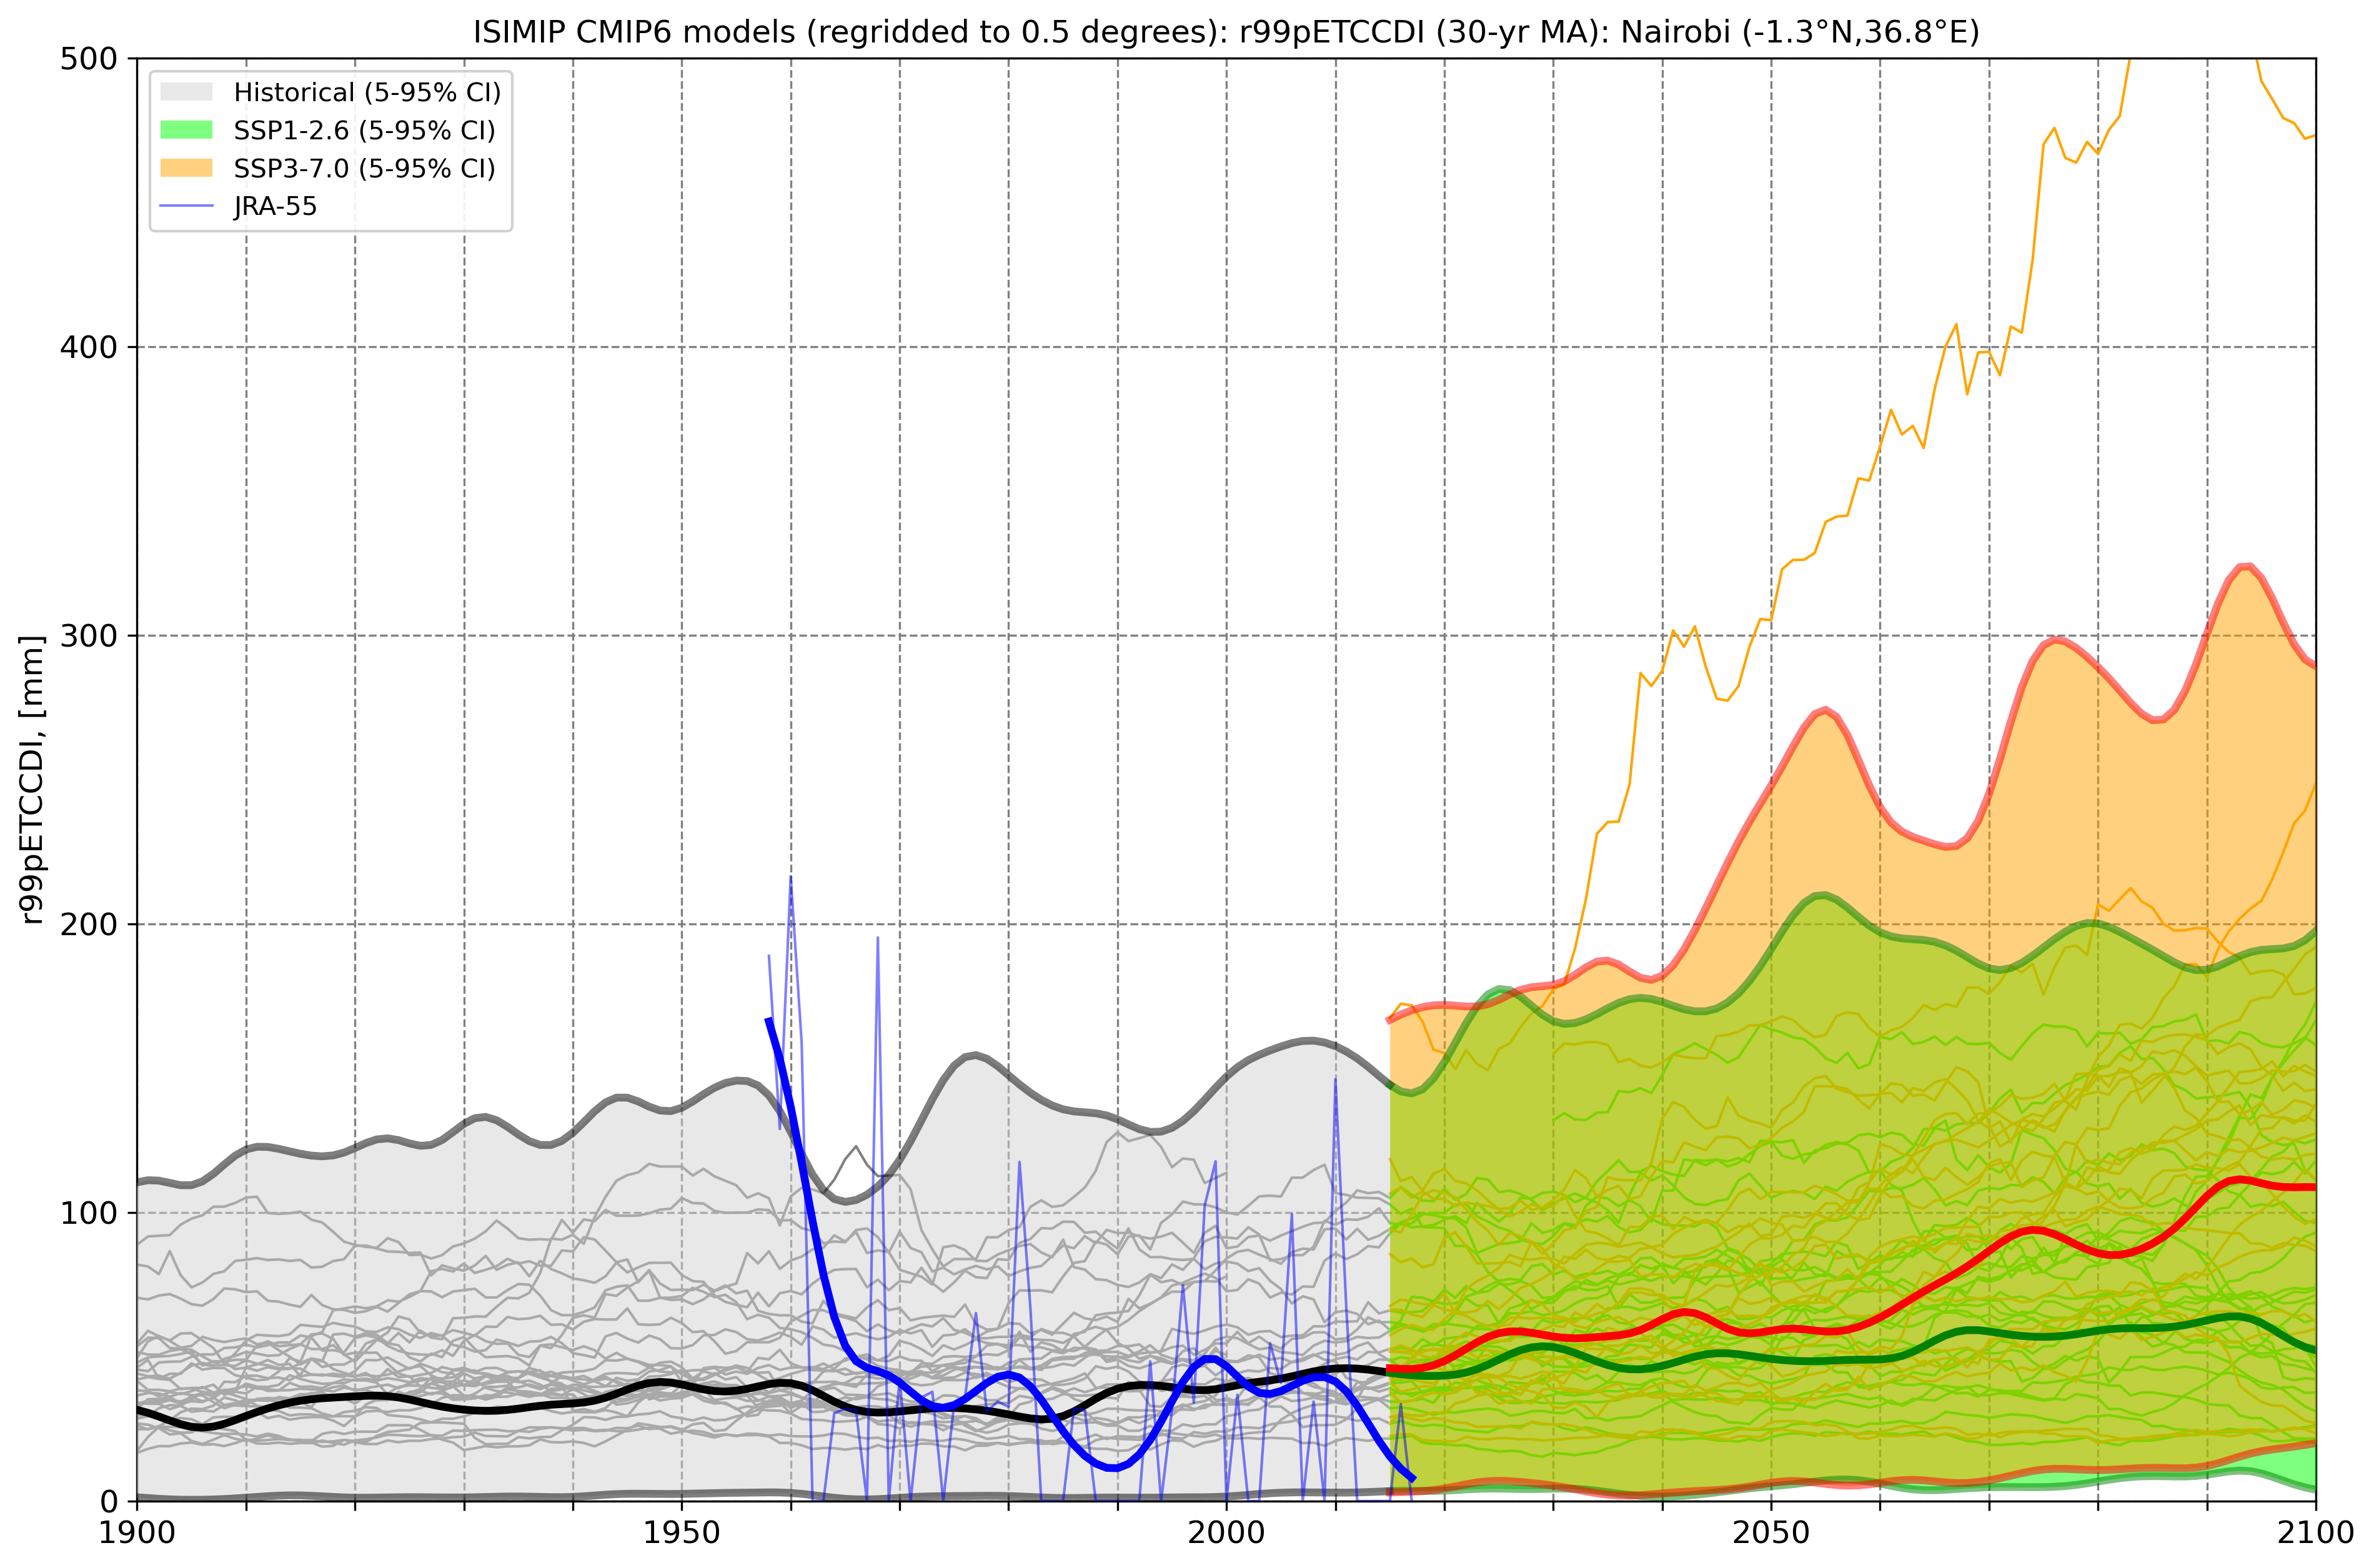 ISIMIP CMIP6 models (regridded to 0.5 degrees): r99pETCCDI (30-yr MA): Nairobi (-1.3°N,36.8°E)
Historical (5-95% CI)
SSP1-2.6 (5-95% CI)
SSP3-7.0 (5-95% CI)
JRA-55
r99pETCCDI, [mm]
500
400
300
200
100
0
1900
1950
2000
2050
2100